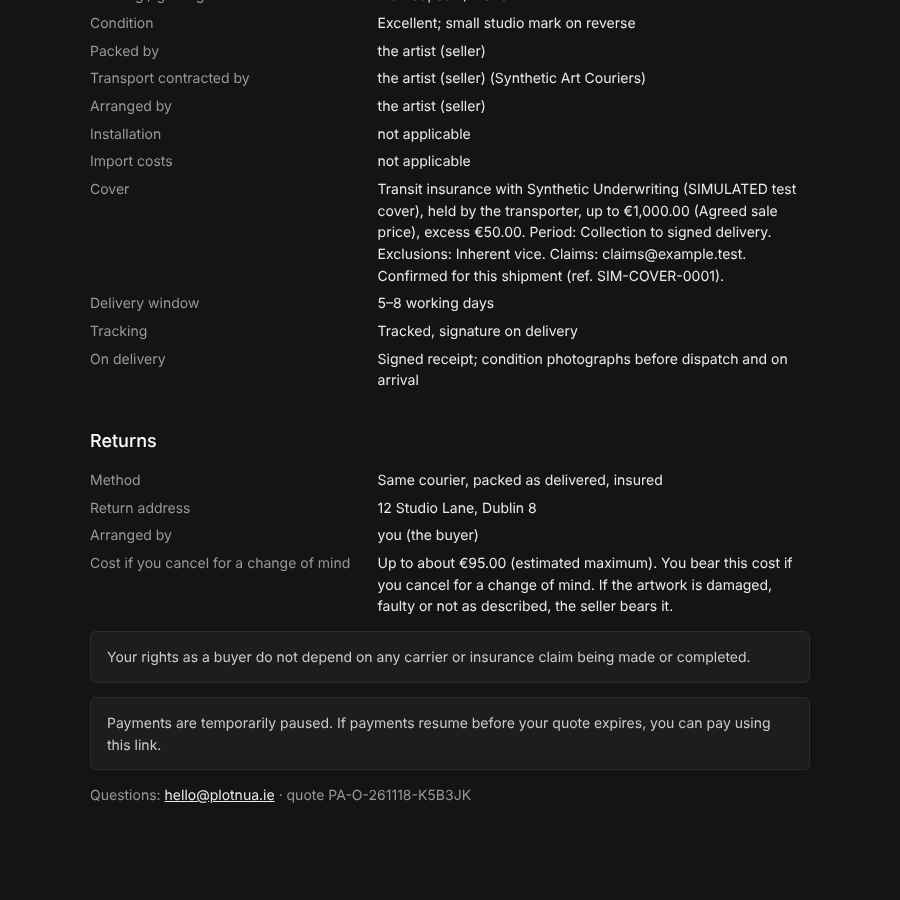 Condition Excellent; small studio mark on reverse
Packed by the artist (seller)
Transport contracted by the artist (seller) (Synthetic Art Couriers)
Arranged by the artist (seller)
Installation not applicable
Import costs not applicable
Cover Transit insurance with Synthetic Underwriting (SIMULATED test
cover), held by the transporter, up to €1,000.00 (Agreed sale
price), excess €50.00. Period: Collection to signed delivery.
Exclusions: Inherent vice. Claims: claims@example.test.
Confirmed for this shipment (ref. SIM-COVER-0001).
Delivery window 5–8 working days
Tracking Tracked, signature on delivery
On delivery Signed receipt; condition photographs before dispatch and on
arrival
Returns
Method Same courier, packed as delivered, insured
Return address 12 Studio Lane, Dublin 8
Arranged by you (the buyer)
Cost if you cancel for a change of mind Up to about €95.00 (estimated maximum). You bear this cost if
you cancel for a change of mind. If the artwork is damaged,
faulty or not as described, the seller bears it.
Your rights as a buyer do not depend on any carrier or insurance claim being made or completed.
Payments are temporarily paused. If payments resume before your quote expires, you can pay using
this link.
Questions: hello@plotnua.ie · quote PA-O-261118-K5B3JK